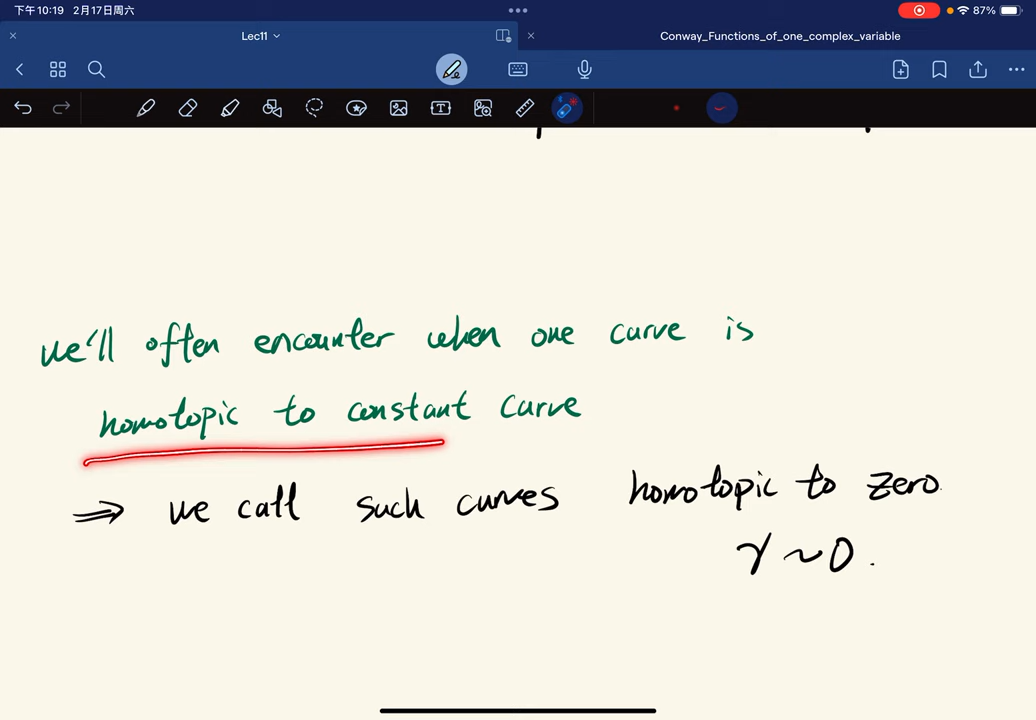 下午10:19 2月17日周六
87%
Lec11
Conway_Functions_of_one_complex_variable
we'll often encounter when one curve is
homotopic to constant curve
⇒ we call such curves homotopic to zero.
γ ~ 0.